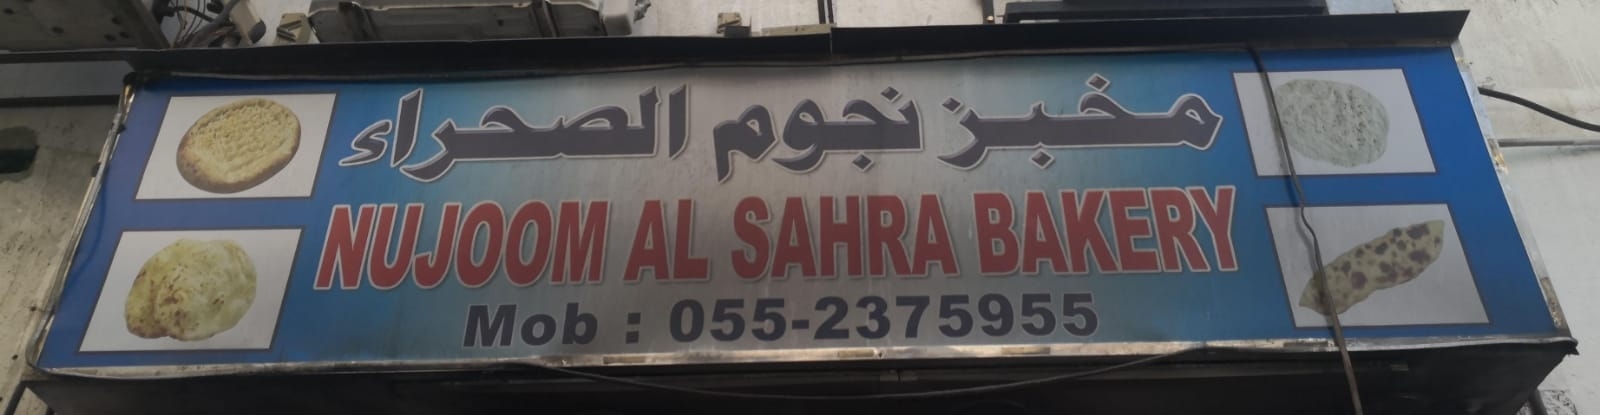 مخبز نجوم الصحراء
NUJOOM AL SAHRA BAKERY
Mob : 055-2375955